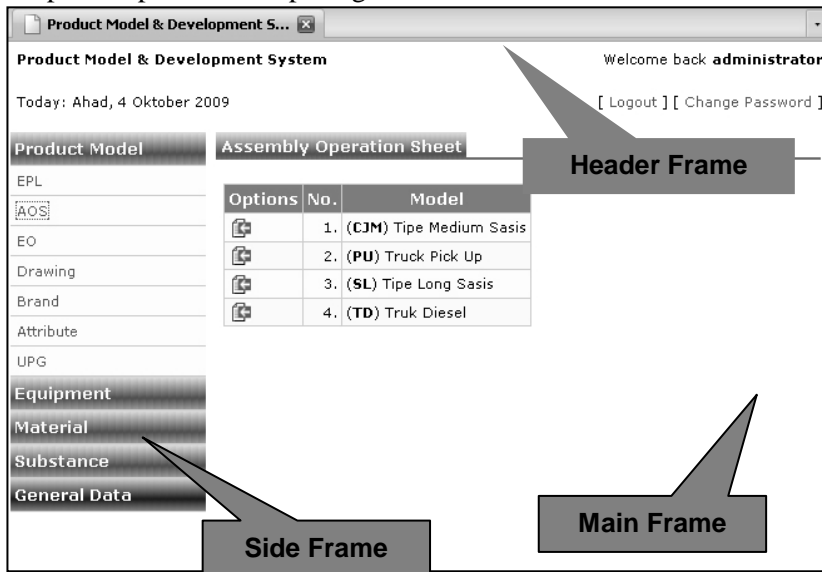 Product Model & Development S...
Product Model & Development System
Welcome back administrator
Today: Ahad, 4 Oktober 2009
[ Logout ] [ Change Password ]
Product Model
EPL
AOS
EO
Drawing
Brand
Attribute
UPG
Equipment
Material
Substance
General Data
Assembly Operation Sheet
Options No. Model
1. (CJM) Tipe Medium Sasis
2. (PU) Truck Pick Up
3. (SL) Tipe Long Sasis
4. (TD) Truk Diesel
Header Frame
Main Frame
Side Frame